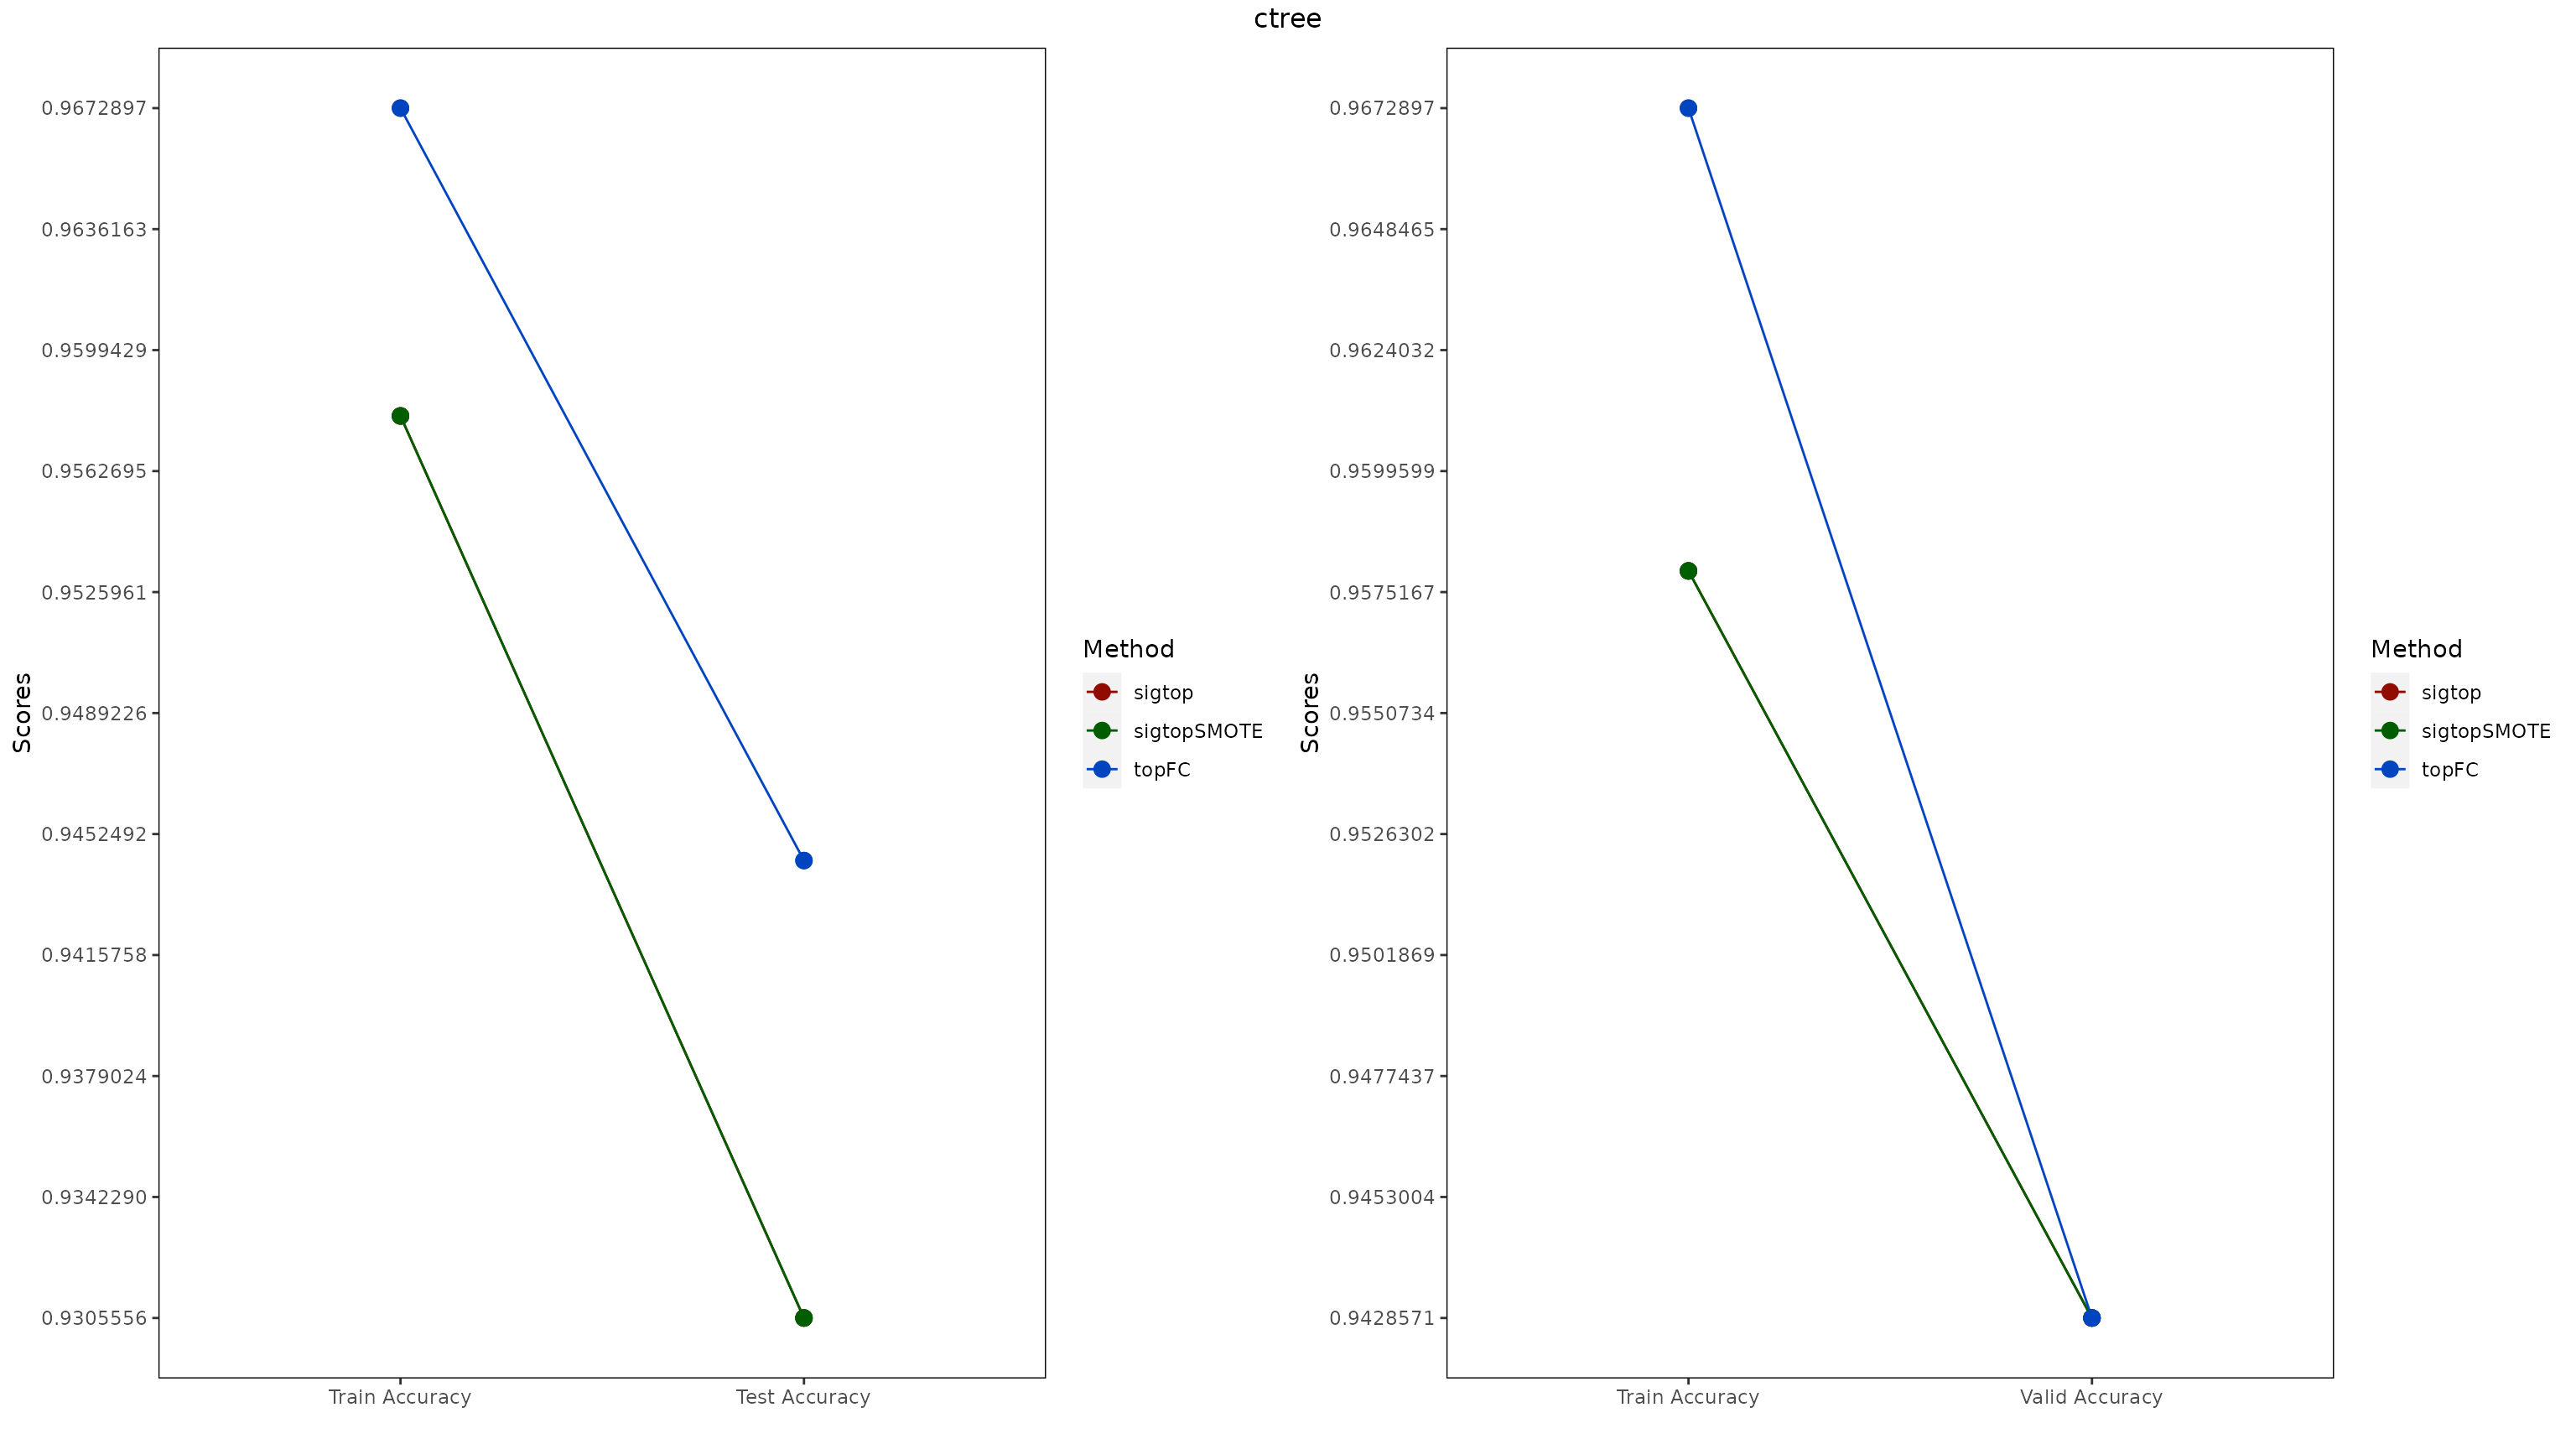 ctree
Scores
0.9672897
0.9636163
0.9599429
0.9562695
0.9525961
0.9489226
0.9452492
0.9415758
0.9379024
0.9342290
0.9305556
Train Accuracy
Test Accuracy
Method
sigtop
sigtopSMOTE
topFC
Scores
0.9672897
0.9648465
0.9624032
0.9599599
0.9575167
0.9550734
0.9526302
0.9501869
0.9477437
0.9453004
0.9428571
Train Accuracy
Valid Accuracy
Method
sigtop
sigtopSMOTE
topFC